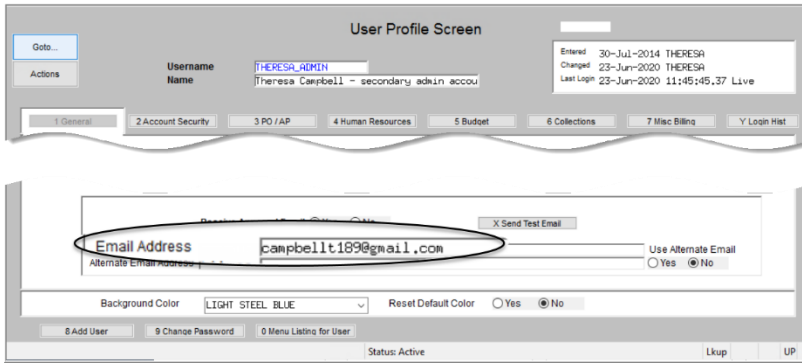 User Profile Screen
Goto...
Actions
Username THERESA_ADMIN
Name Theresa Campbell - secondary admin accou
Entered 30-Jul-2014 THERESA
Changed 23-Jun-2020 THERESA
Last Login 23-Jun-2020 11:45:45.37 Live
1 General 2 Account Security 3 PO / AP 4 Human Resources 5 Budget 6 Collections 7 Misc Billing Y Login Hist
X Send Test Email
Email Address campbellt189@gmail.com
Use Alternate Email
Alternate Email Address Yes No
Background Color LIGHT STEEL BLUE Reset Default Color Yes No
8 Add User 9 Change Password 0 Menu Listing for User
Status: Active Lkup UP